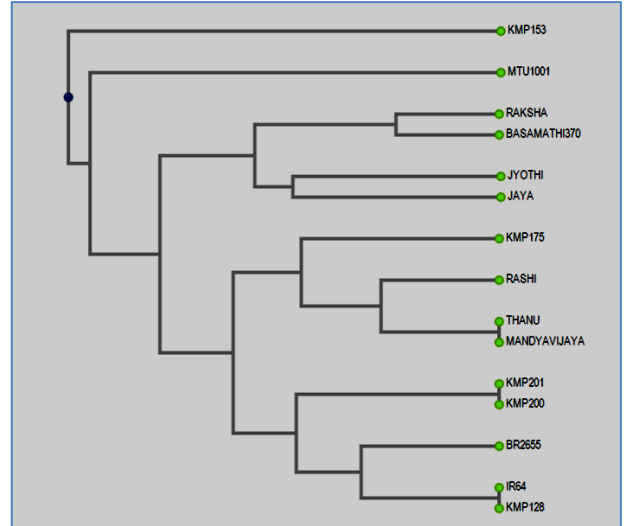 KMP153
MTU1001
RAKSHA
BASAMATHI370
JYOTHI
JAYA
KMP175
RASHI
THANU
MANDYAVIJAYA
KMP201
KMP200
BR2655
IR64
KMP128